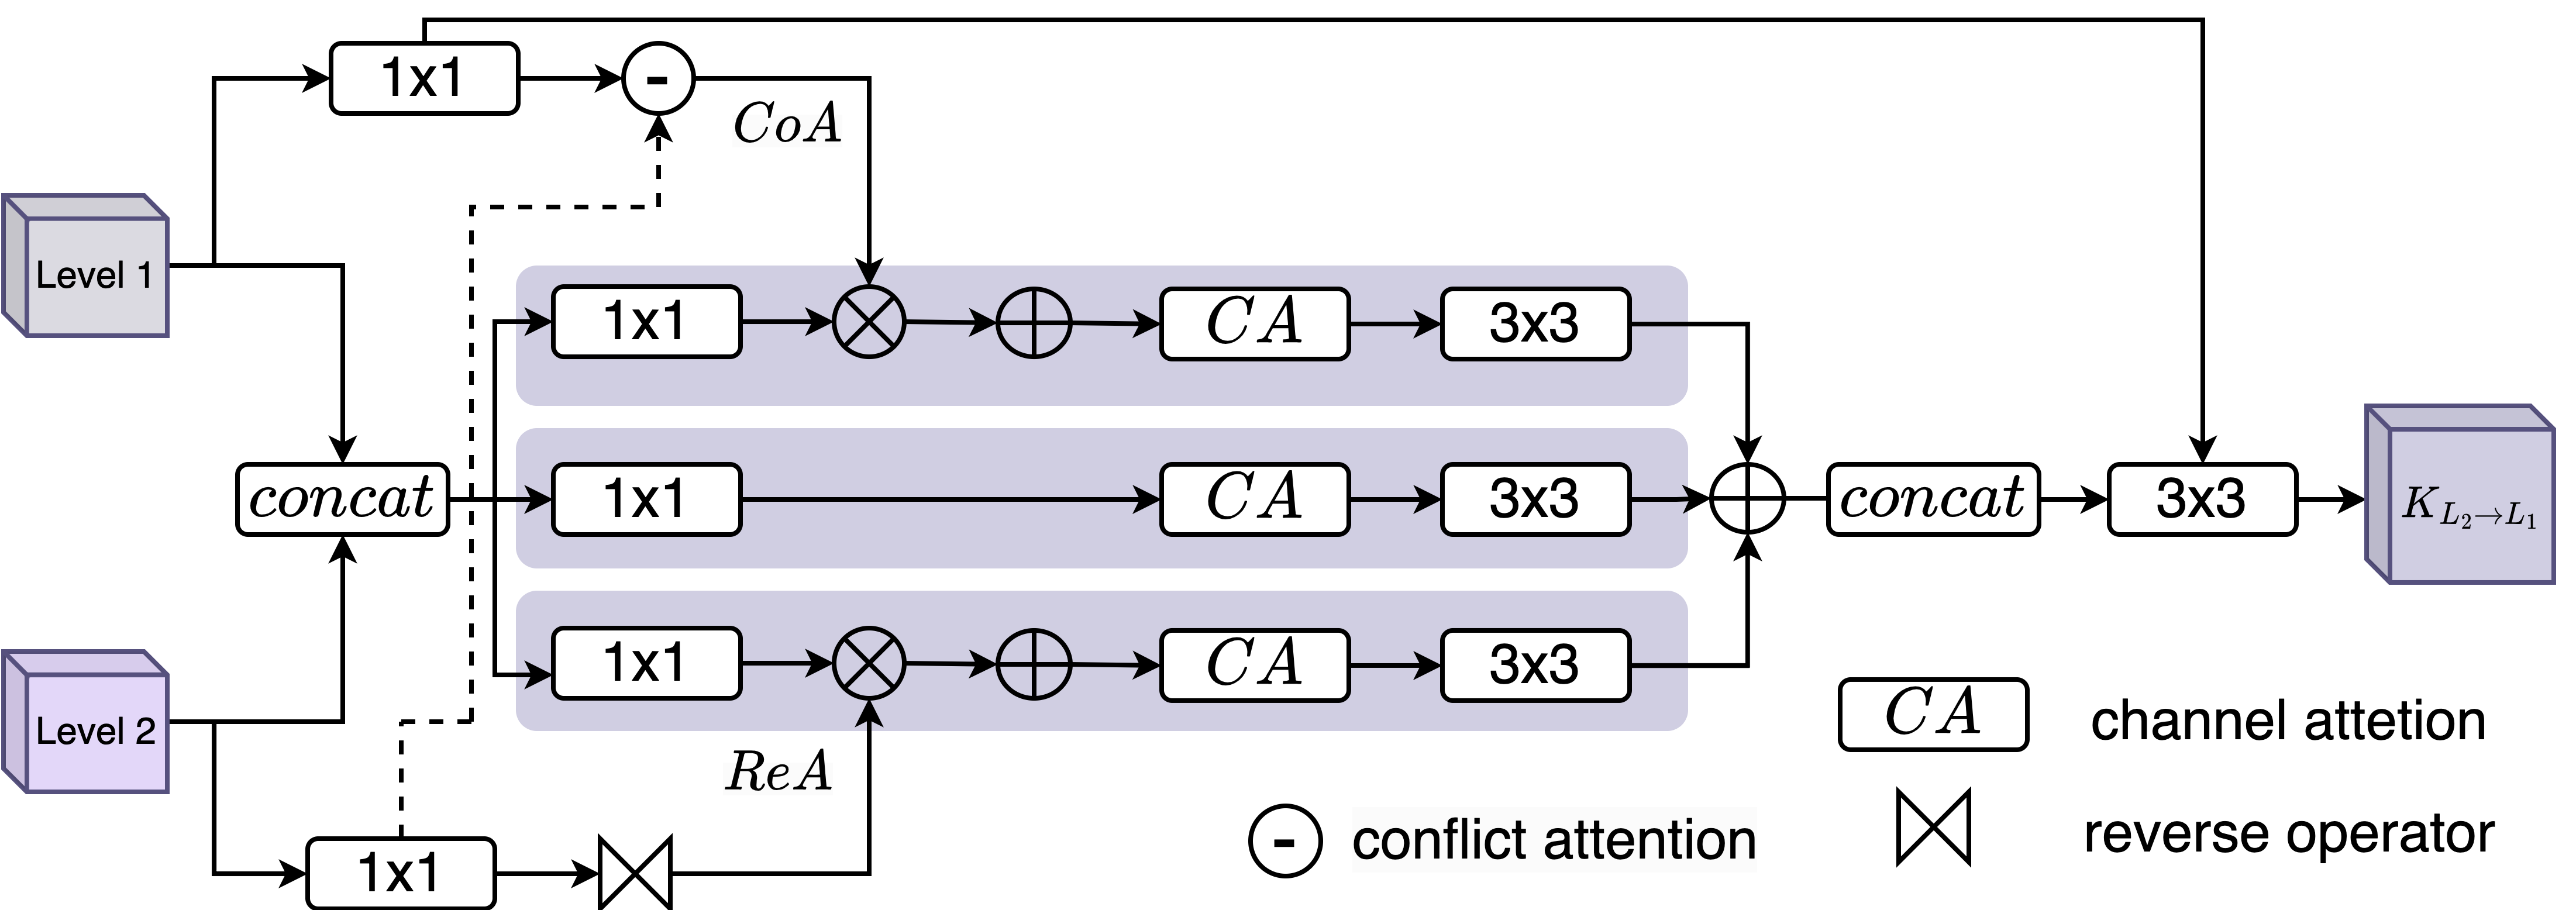 1x1
-
CoA
Level 1
1x1
CA
3x3
concat
1x1
CA
3x3
concat
3x3
K_{L_2→L_1}
1x1
CA
3x3
Level 2
ReA
CA
channel attetion
1x1
-
conflict attention
reverse operator